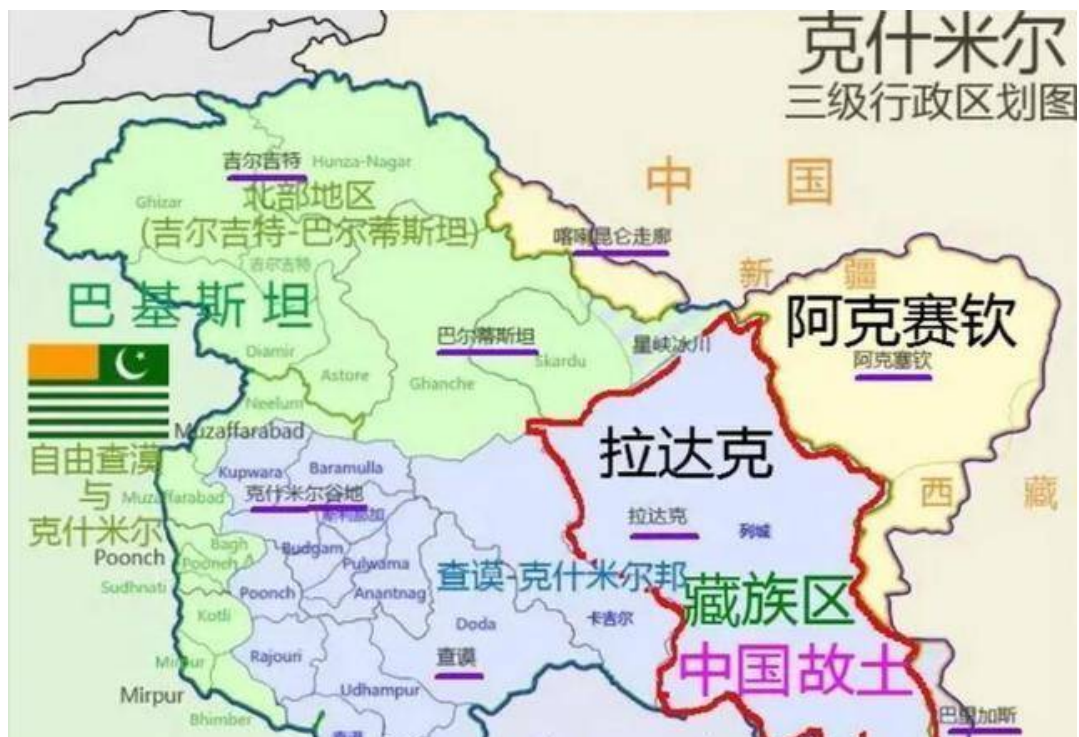 克什米尔
三级行政区划图
吉尔吉特
Hunza-Nagar
中 国
Ghizar
北部地区
(吉尔吉特-巴尔蒂斯坦)
喀喇昆仑走廊
吉尔吉特
新 疆
巴基斯坦
阿克赛钦
巴尔蒂斯坦
星峡冰川
阿克塞钦
Diamir
Skardu
Astore
Ghanche
Neelum
Muzaffarabad
拉达克
自由查谟
与
克什米尔
Kupwara
Baramulla
克什米尔谷地
Muzaffarabad
斯利那加
拉达克
列城
西 藏
Bagh
Budgam
Poonch
Poonch
Pulwama
查谟-克什米尔邦
Sudhnati
Poonch
Anantnag
藏族区
Kotli
Doda
卡吉尔
Mirpur
Rajouri
查谟
中国故土
Mirpur
Udhampur
Bhimber
巴里加斯